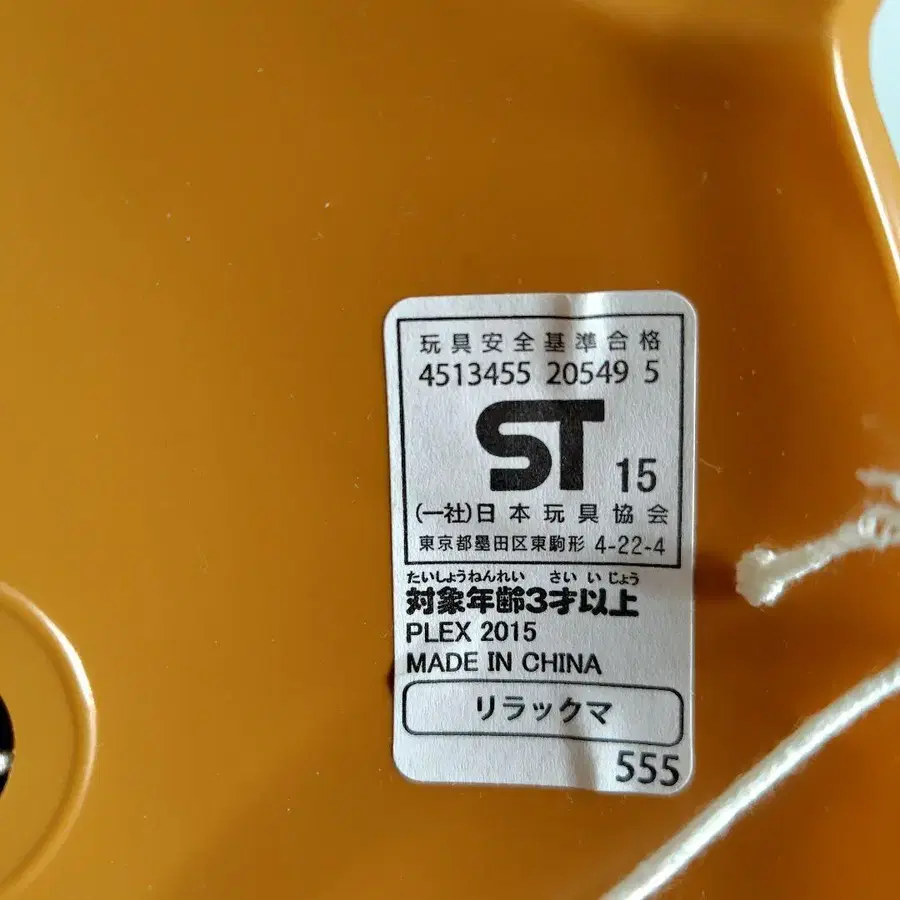 玩具安全基準合格
4513455 20549 5
ST 15
(一社)日本玩具協会
東京都墨田区東駒形 4-22-4
たいしょうねんれい さい いじょう
対象年齢3才以上
PLEX 2015
MADE IN CHINA
リラックマ
555